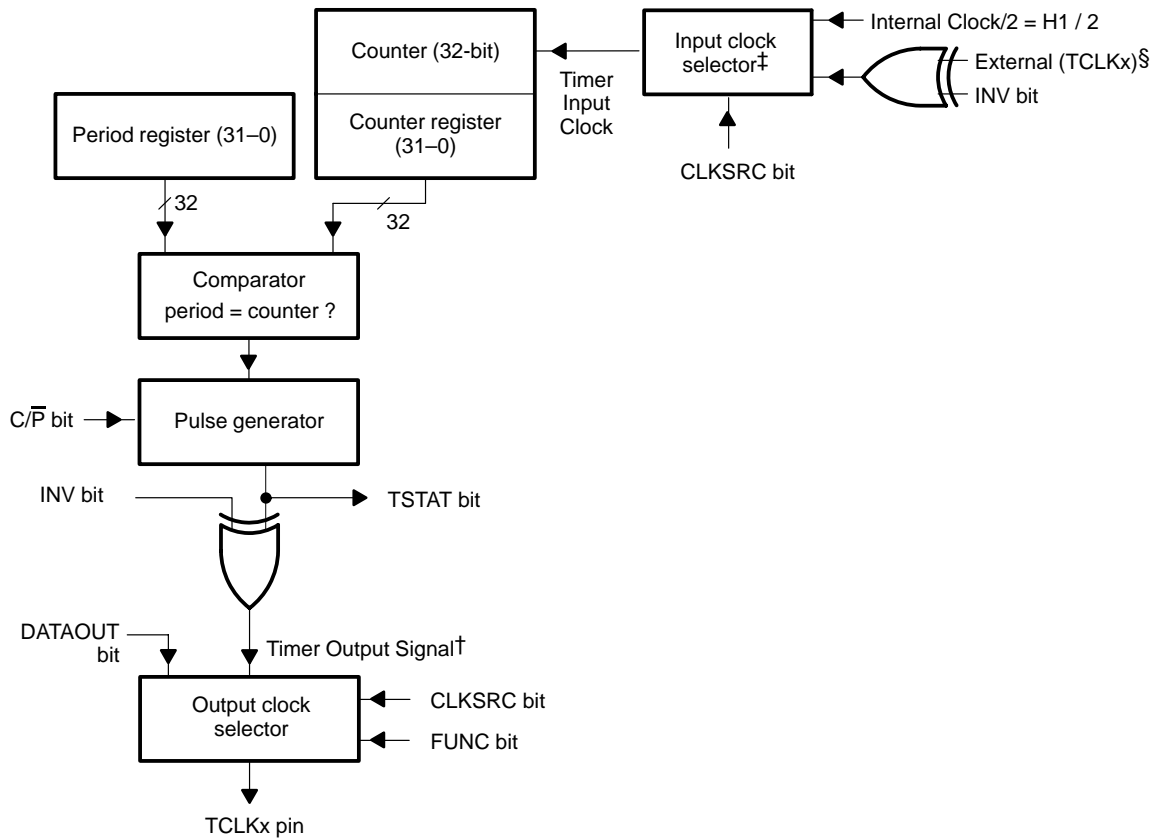 Counter (32-bit)
Counter register
(31–0)
Period register (31–0)
Timer
Input
Clock
Input clock
selector‡
Internal Clock/2 = H1 / 2
External (TCLKx)§
INV bit
CLKSRC bit
32
32
Comparator
period = counter ?
C/P̅ bit
Pulse generator
INV bit
TSTAT bit
DATAOUT
bit
Timer Output Signal†
Output clock
selector
CLKSRC bit
FUNC bit
TCLKx pin